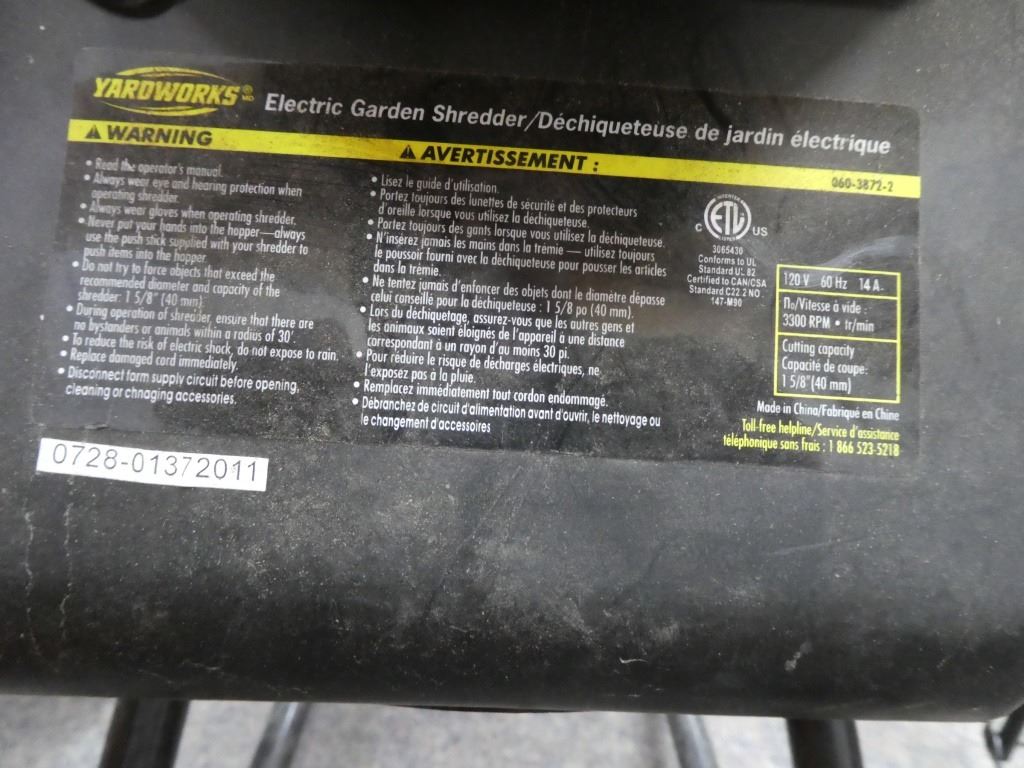 YARDWORKS® MD
Electric Garden Shredder/Déchiqueteuse de jardin électrique
⚠ WARNING
• Read the operator's manual.
• Always wear eye and hearing protection when
operating shredder.
• Always wear gloves when operating shredder.
• Never put your hands into the hopper — always
use the push stick supplied with your shredder to
push items into the hopper
• Do not try to force objects that exceed the
recommended diameter and capacity of the
shredder: 1 5/8" (40 mm)
• During operation of shredder, ensure that there are
no bystanders or animals within a radius of 30'.
• To reduce the risk of electric shock, do not expose to rain.
• Replace damaged cord immediately.
• Disconnect form supply circuit before opening,
cleaning or chnaging accessories.
⚠ AVERTISSEMENT :
• Lisez le guide d'utilisation.
• Portez toujours des lunettes de sécurité et des protecteurs
d'oreille lorsque vous utilisez la déchiqueteuse.
• Portez toujours des gants lorsque vous utilisez la déchiqueteuse.
• N'insérez jamais les mains dans la trémie — utilisez toujours
le poussoir fourni avec la déchiqueteuse pour pousser les articles
dans la trémie.
• Ne tentez jamais d'enfoncer des objets dont le diamètre dépasse
celui conseillé pour la déchiqueteuse : 1 5/8 po (40 mm).
• Lors du déchiquetage, assurez-vous que les autres gens et
les animaux soient éloignés de l'appareil à une distance
correspondant à un rayon d'au moins 30 pi.
• Pour réduire le risque de décharges électriques, ne
l'exposez pas à la pluie.
• Remplacez immédiatement tout cordon endommagé.
• Débranchez de circuit d'alimentation avant d'ouvrir, le nettoyage ou
le changement d'accessoires
060-3872-2
INTERTEK
C ETL US
LISTED
3065430
Conforms to UL
Standard UL 82
Certified to CAN/CSA
Standard C22.2 NO.
147-M90
120 V 60 Hz 14 A.
n₀/Vitesse à vide :
3300 RPM • tr/min
Cutting capacity
Capacité de coupe:
1 5/8"(40 mm)
Made in China/Fabriqué en Chine
Toll-free helpline/Service d'assistance
téléphonique sans frais : 1 866 523-5218
0728-01372011